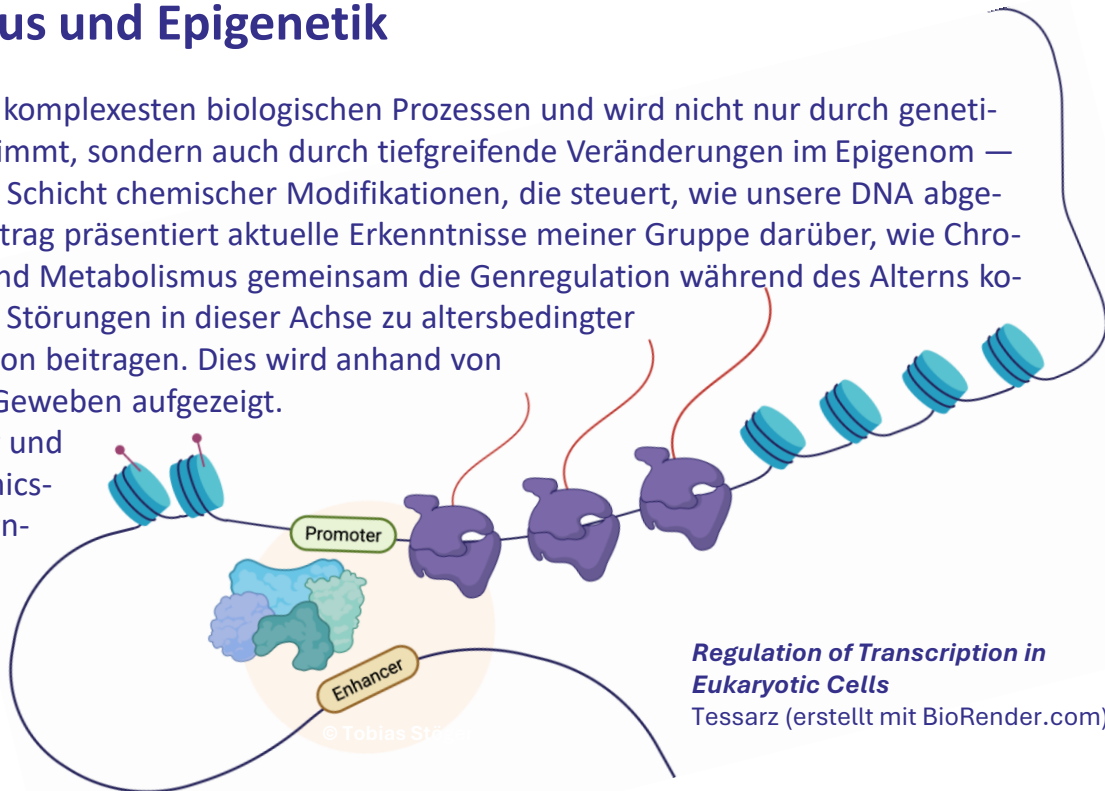 us und Epigenetik
komplexesten biologischen Prozessen und wird nicht nur durch geneti-
immt, sondern auch durch tiefgreifende Veränderungen im Epigenom —
Schicht chemischer Modifikationen, die steuert, wie unsere DNA abge-
trag präsentiert aktuelle Erkenntnisse meiner Gruppe darüber, wie Chro-
nd Metabolismus gemeinsam die Genregulation während des Alterns ko-
Störungen in dieser Achse zu altersbedingter
on beitragen. Dies wird anhand von
Geweben aufgezeigt.
und
nics-
n-
Promoter
Enhancer
© Tobias
Regulation of Transcription in
Eukaryotic Cells
Tessarz (erstellt mit BioRender.com)